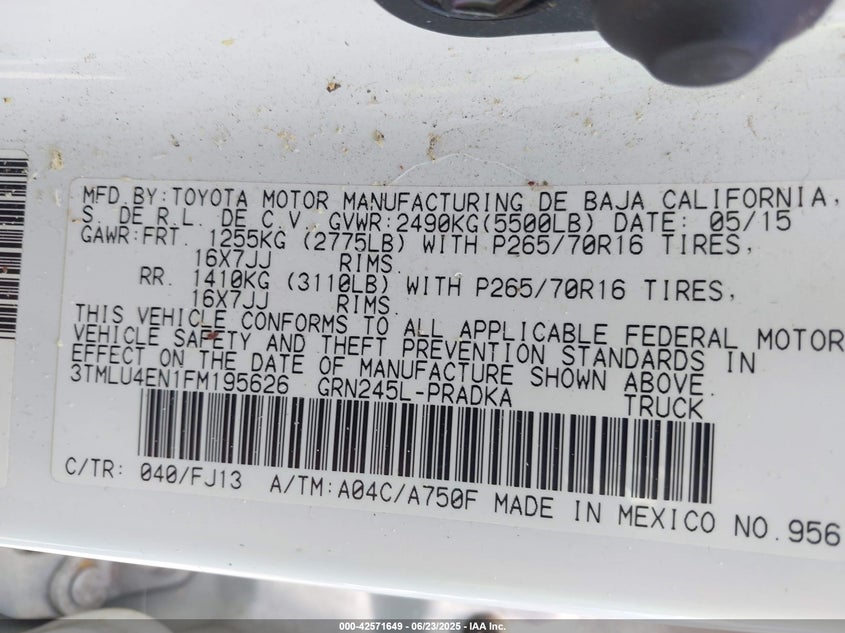 MFD.BY:TOYOTA MOTOR MANUFACTURING DE BAJA CALIFORNIA,
S. DE R.L. DE C.V. GVWR:2490KG(5500LB) DATE: 05/15
GAWR:FRT. 1255KG (2775LB) WITH P265/70R16 TIRES,
16X7JJ RIMS.
RR. 1410KG (3110LB) WITH P265/70R16 TIRES,
16X7JJ RIMS.
THIS VEHICLE CONFORMS TO ALL APPLICABLE FEDERAL MOTOR
VEHICLE SAFETY AND THEFT PREVENTION STANDARDS IN
EFFECT ON THE DATE OF MANUFACTURE SHOWN ABOVE.
3TMLU4EN1FM195626 GRN245L-PRADKA TRUCK
C/TR: 040/FJ13 A/TM:A04C/A750F MADE IN MEXICO NO.956
000-42571649 - 06/23/2025 - IAA Inc.